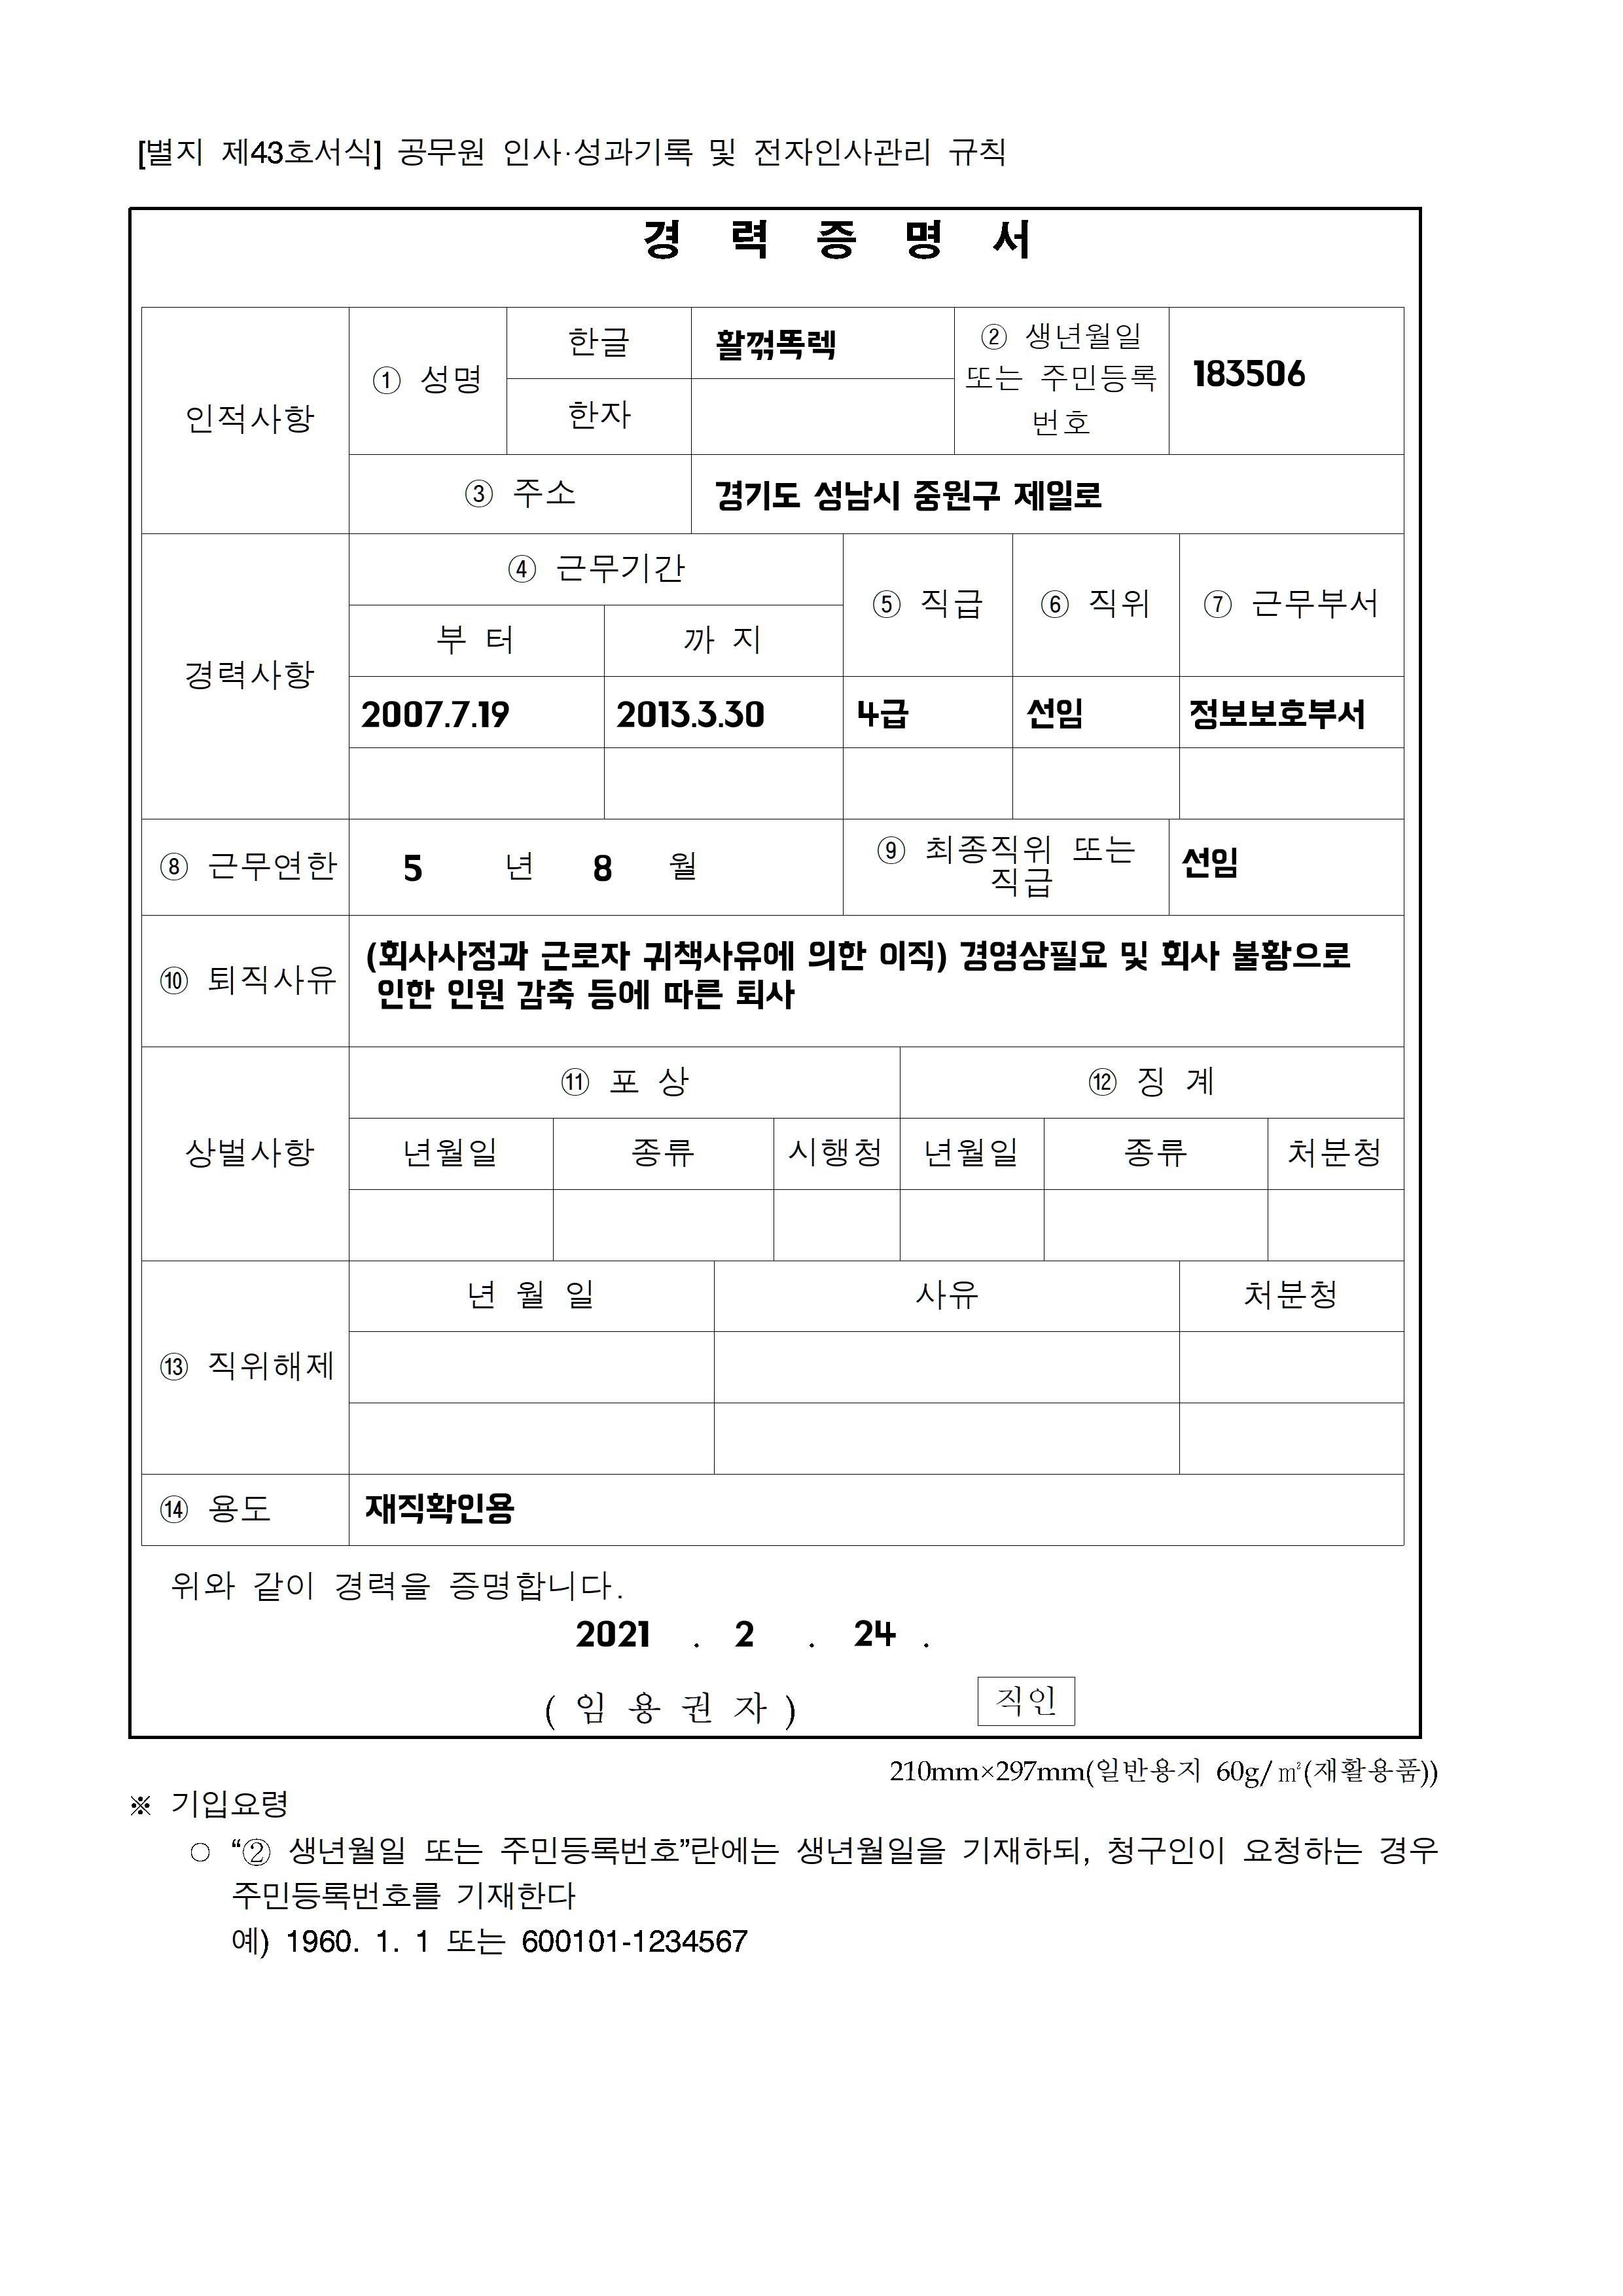 [별지 제43호서식] 공무원 인사·성과기록 및 전자인사관리 규칙
경 력 증 명 서
인적사항
① 성명
한글
활꺾똑렉
② 생년월일
또는 주민등록
번호
183506
한자
③ 주소
경기도 성남시 중원구 제일로
경력사항
④ 근무기간
⑤ 직급
⑥ 직위
⑦ 근무부서
부 터
까 지
2007.7.19
2013.3.30
4급
선임
정보보호부서
⑧ 근무연한
5 년 8 월
⑨ 최종직위 또는
직급
선임
⑩ 퇴직사유
(회사사정과 근로자 귀책사유에 의한 이직) 경영상필요 및 회사 불황으로
인한 인원 감축 등에 따른 퇴사
상벌사항
⑪ 포 상
⑫ 징 계
년월일
종류
시행청
년월일
종류
처분청
⑬ 직위해제
년 월 일
사유
처분청
⑭ 용도
재직확인용
위와 같이 경력을 증명합니다.
2021 . 2 . 24 .
( 임 용 권 자 )
직인
210mm×297mm(일반용지 60g/㎡(재활용품))
※ 기입요령
○ “② 생년월일 또는 주민등록번호”란에는 생년월일을 기재하되, 청구인이 요청하는 경우
주민등록번호를 기재한다
예) 1960. 1. 1 또는 600101-1234567